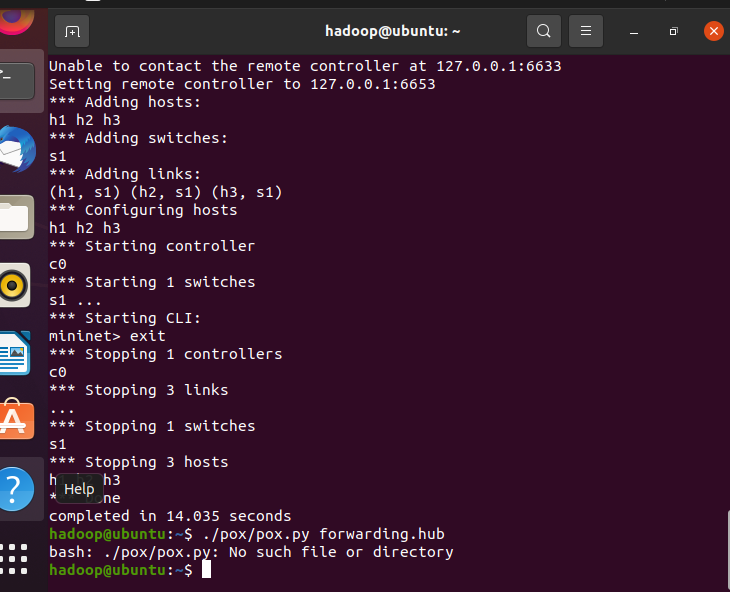 hadoop@ubuntu: ~
Unable to contact the remote controller at 127.0.0.1:6633
Setting remote controller to 127.0.0.1:6653
*** Adding hosts:
h1 h2 h3
*** Adding switches:
s1
*** Adding links:
(h1, s1) (h2, s1) (h3, s1)
*** Configuring hosts
h1 h2 h3
*** Starting controller
c0
*** Starting 1 switches
s1 ...
*** Starting CLI:
mininet> exit
*** Stopping 1 controllers
c0
*** Stopping 3 links
...
*** Stopping 1 switches
s1
*** Stopping 3 hosts
h3
Help
completed in 14.035 seconds
hadoop@ubuntu:~$ ./pox/pox.py forwarding.hub
bash: ./pox/pox.py: No such file or directory
hadoop@ubuntu:~$